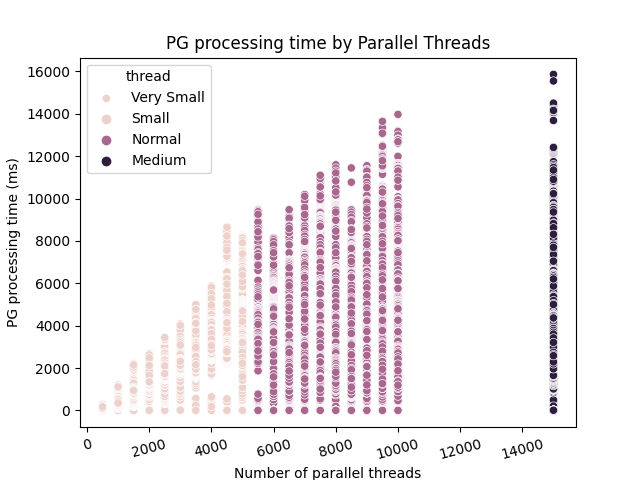 PG processing time by Parallel Threads
thread
Very Small
Small
Normal
Medium
PG processing time (ms)
16000
14000
12000
10000
8000
6000
4000
2000
0
0 2000 4000 6000 8000 10000 12000 14000
Number of parallel threads